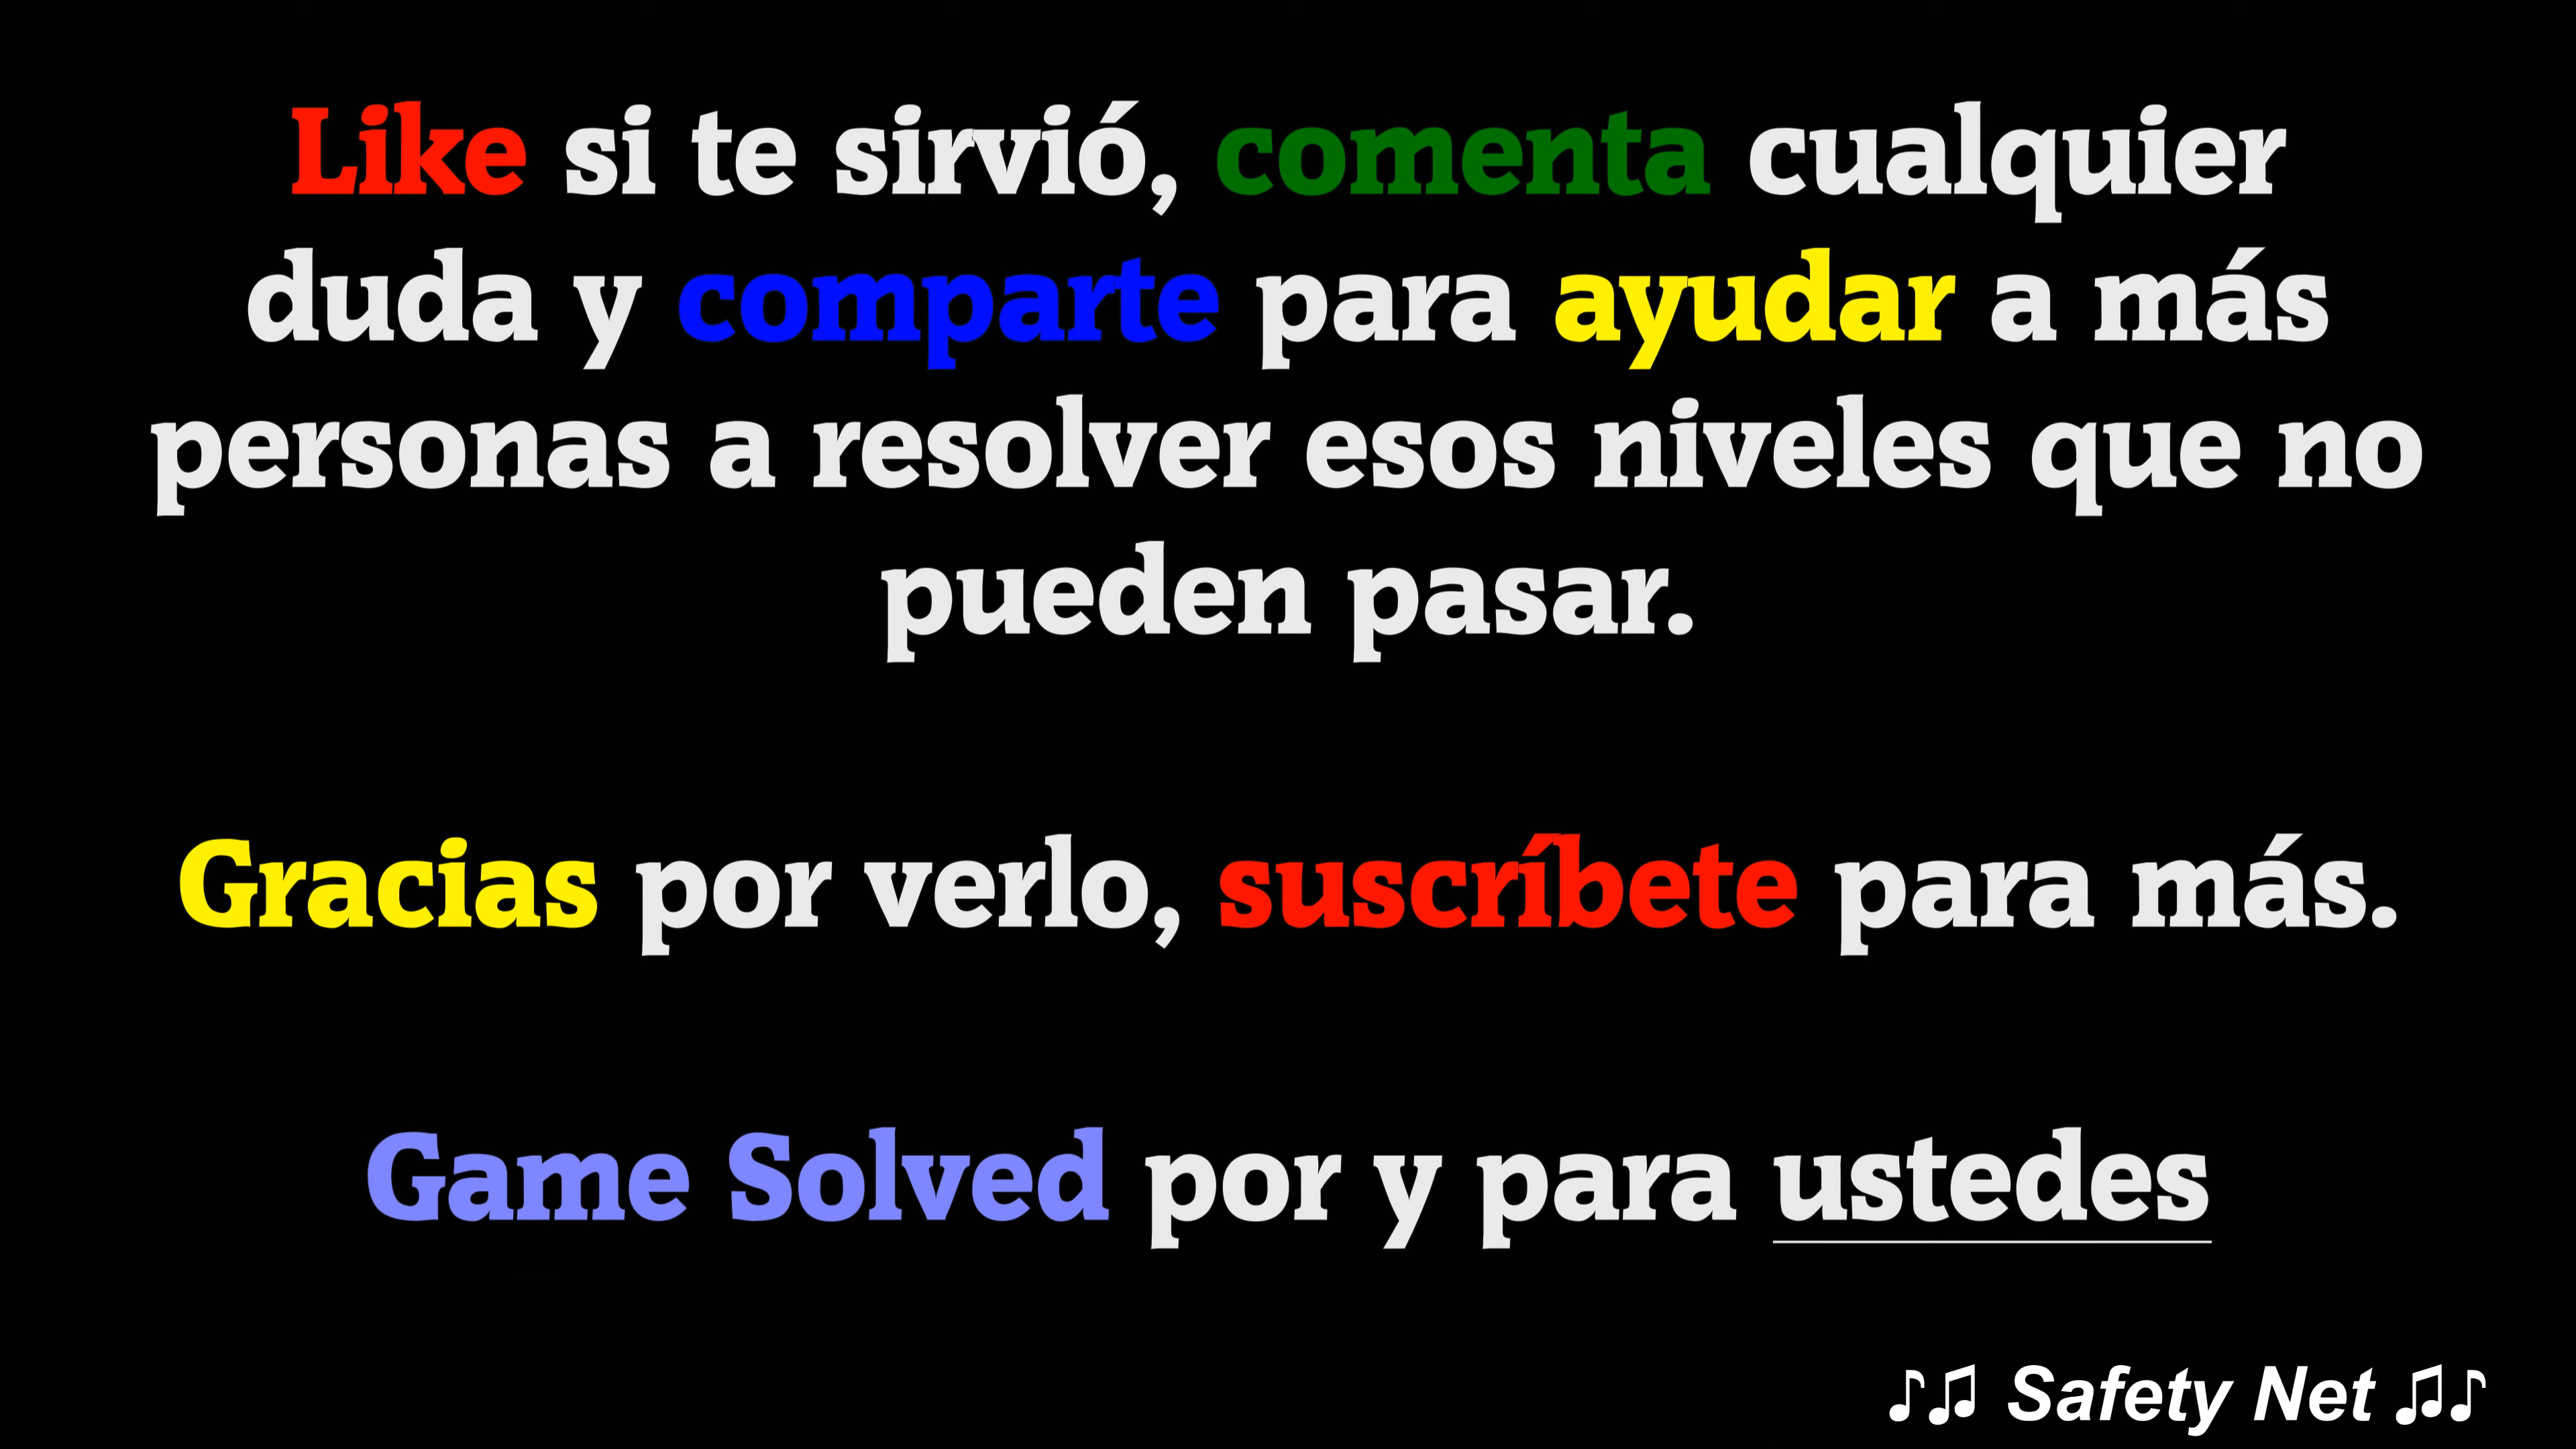 Like si te sirvió, comenta cualquier
duda y comparte para ayudar a más
personas a resolver esos niveles que no
pueden pasar.
Gracias por verlo, suscríbete para más.
Game Solved por y para ustedes
♪♫ Safety Net ♫♪